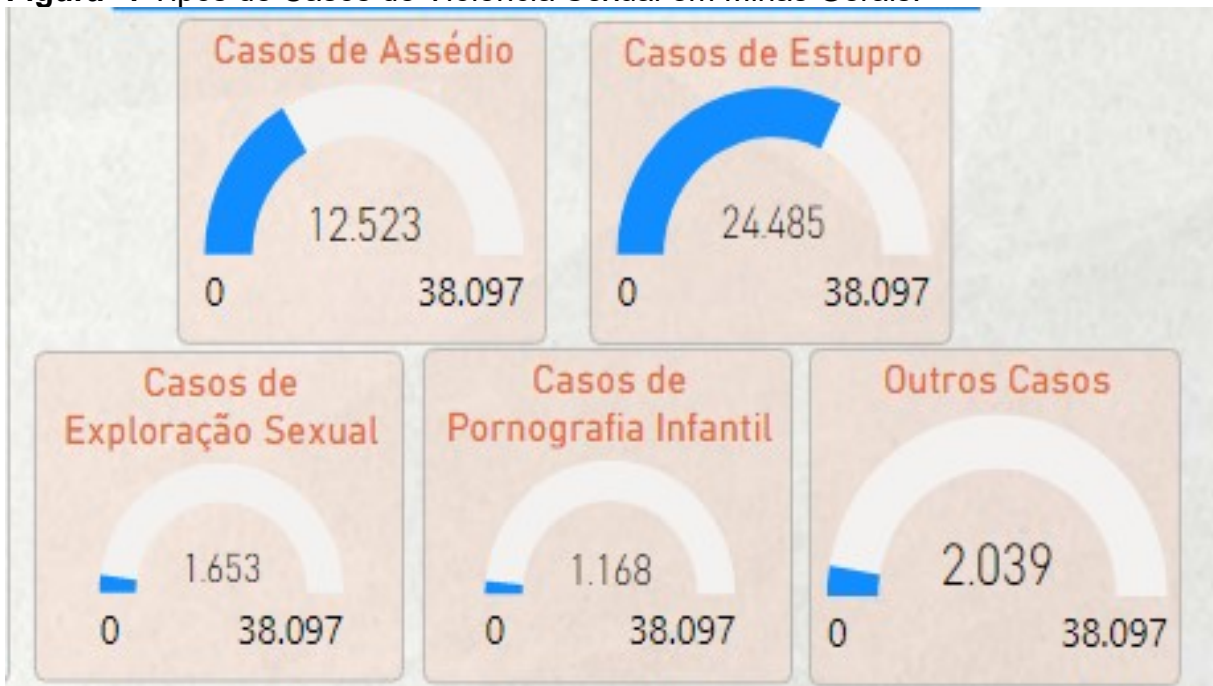 Casos de Assédio
12.523
0 38.097
Casos de Estupro
24.485
0 38.097
Casos de
Exploração Sexual
1.653
0 38.097
Casos de
Pornografia Infantil
1.168
0 38.097
Outros Casos
2.039
0 38.097